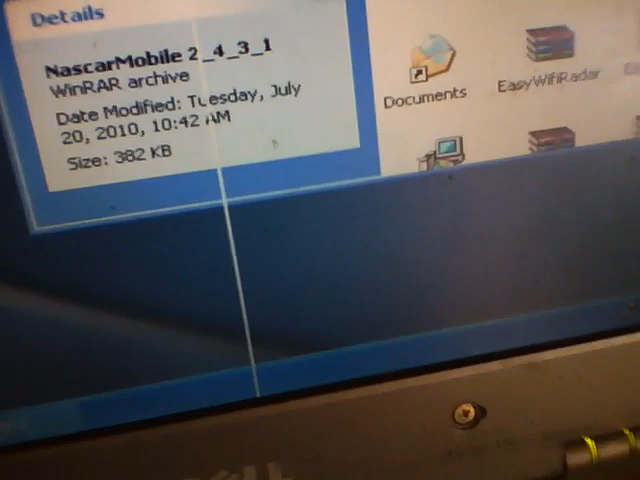 Details
NascarMobile 2_4_3_1
WinRAR archive
Date Modified: Tuesday, July
20, 2010, 10:42 AM
Size: 382 KB
Documents
EasyWifiRadar